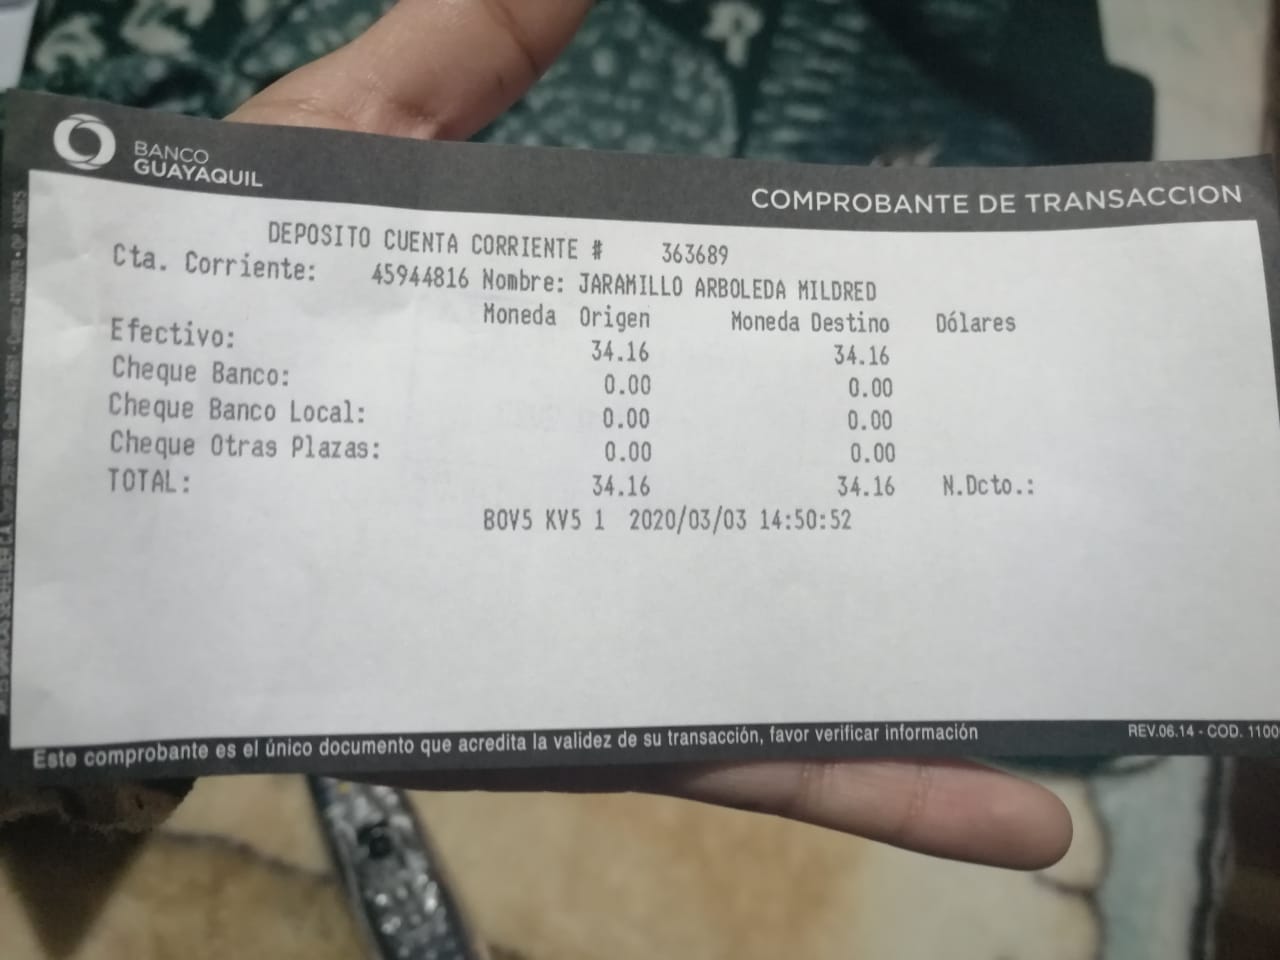 BANCO
GUAYAQUIL
COMPROBANTE DE TRANSACCION
DEPOSITO CUENTA CORRIENTE # 363689
Cta. Corriente: 45944816 Nombre: JARAMILLO ARBOLEDA MILDRED
Moneda Origen Moneda Destino Dólares
Efectivo: 34.16 34.16
Cheque Banco: 0.00 0.00
Cheque Banco Local: 0.00 0.00
Cheque Otras Plazas: 0.00 0.00
TOTAL: 34.16 34.16 N.Dcto.:
BOV5 KV5 1 2020/03/03 14:50:52
Este comprobante es el único documento que acredita la validez de su transacción, favor verificar información
REV.06.14 - COD. 1100